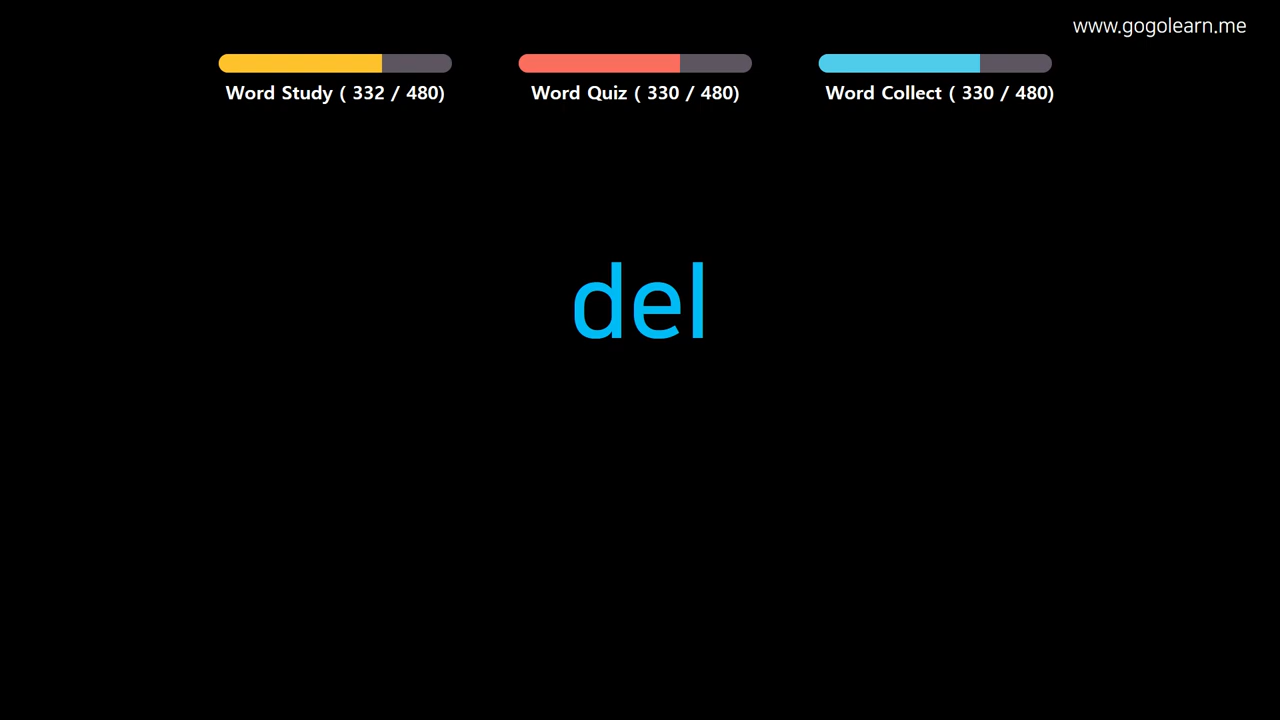 www.gogolearn.me
Word Study ( 332 / 480)
Word Quiz ( 330 / 480)
Word Collect ( 330 / 480)
del